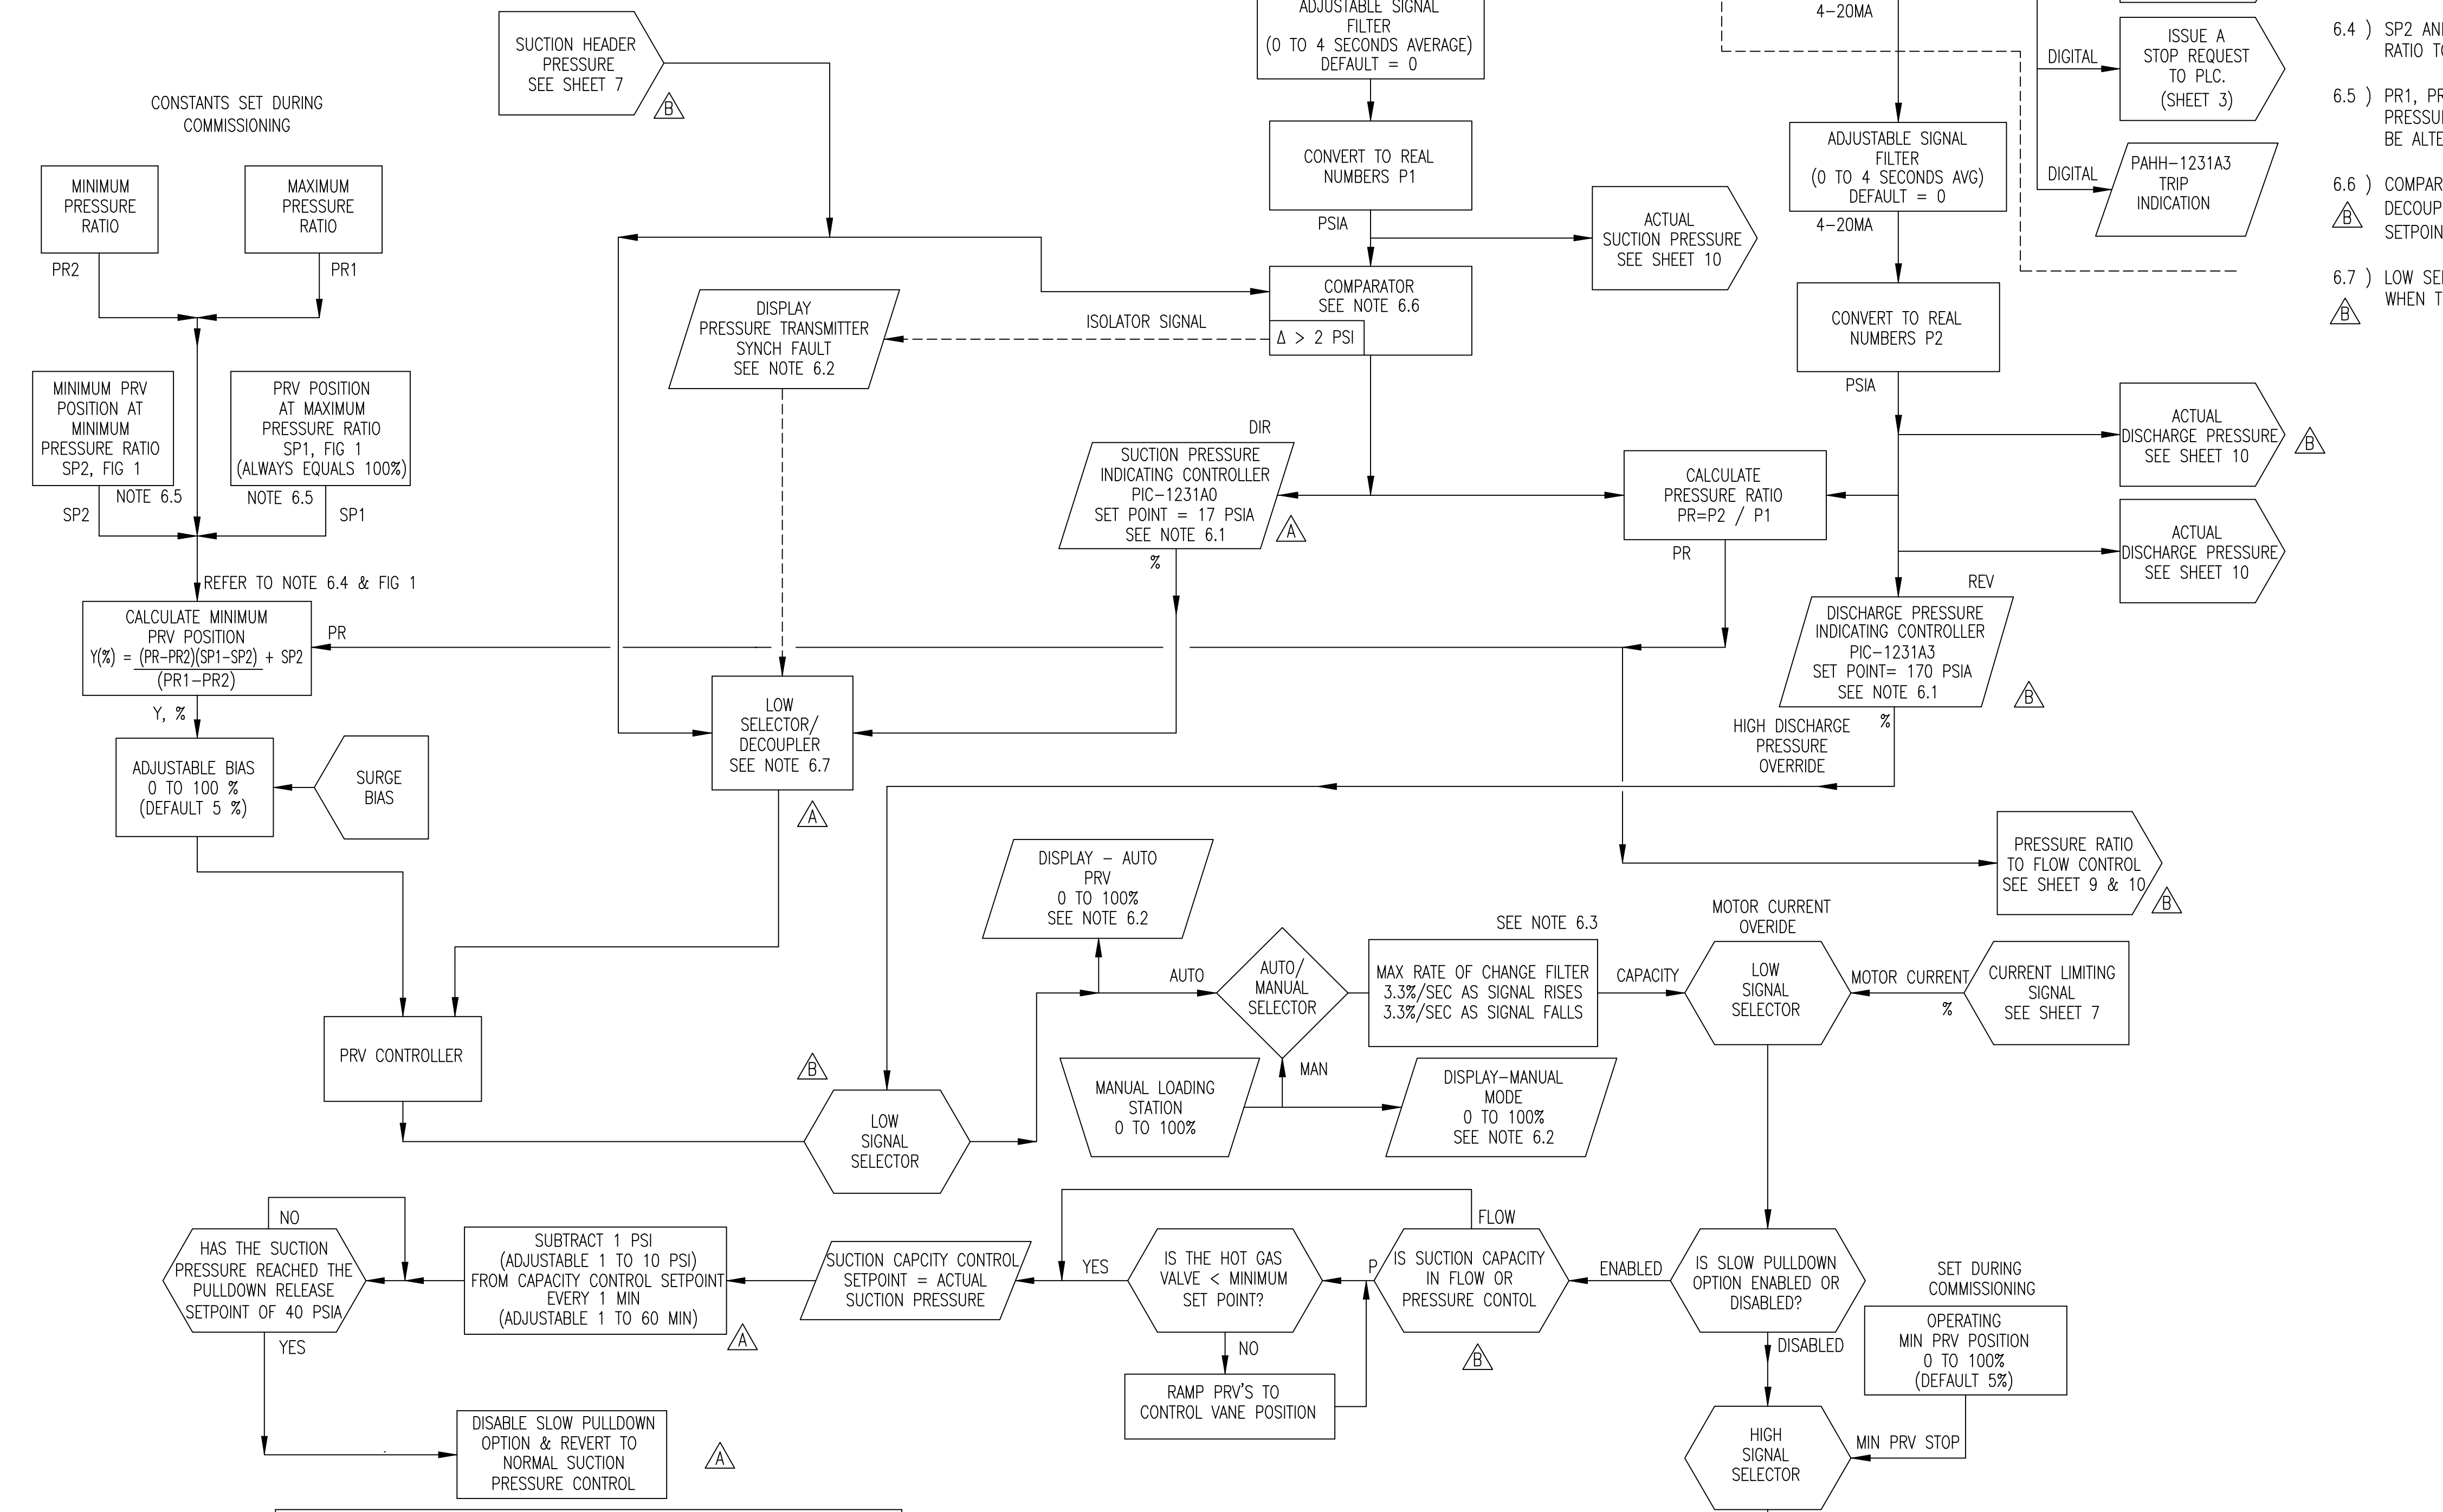 ADJUSTABLE SIGNAL
FILTER
(0 TO 4 SECONDS AVERAGE)
DEFAULT = 0
4-20MA
SUCTION HEADER
PRESSURE
SEE SHEET 7
B
DIGITAL
ISSUE A
STOP REQUEST
TO PLC.
(SHEET 3)
6.4 ) SP2 AN
RATIO T
6.5 ) PR1, PR
PRESSU
BE ALTE
6.6 ) COMPAR
B
DECOUP
SETPOIN
6.7 ) LOW SE
B
WHEN T
DIGITAL
PAHH-1231A3
TRIP
INDICATION
CONSTANTS SET DURING
COMMISSIONING
MINIMUM
PRESSURE
RATIO
PR2
MAXIMUM
PRESSURE
RATIO
PR1
CONVERT TO REAL
NUMBERS P1
PSIA
ACTUAL
SUCTION PRESSURE
SEE SHEET 10
ADJUSTABLE SIGNAL
FILTER
(0 TO 4 SECONDS AVG)
DEFAULT = 0
4-20MA
COMPARATOR
SEE NOTE 6.6
Δ > 2 PSI
ISOLATOR SIGNAL
DISPLAY
PRESSURE TRANSMITTER
SYNCH FAULT
SEE NOTE 6.2
CONVERT TO REAL
NUMBERS P2
PSIA
MINIMUM PRV
POSITION AT
MINIMUM
PRESSURE RATIO
SP2, FIG 1
NOTE 6.5
SP2
PRV POSITION
AT MAXIMUM
PRESSURE RATIO
SP1, FIG 1
(ALWAYS EQUALS 100%)
NOTE 6.5
SP1
DIR
SUCTION PRESSURE
INDICATING CONTROLLER
PIC-1231A0
SET POINT = 17 PSIA
SEE NOTE 6.1
A
%
CALCULATE
PRESSURE RATIO
PR=P2 / P1
PR
ACTUAL
DISCHARGE PRESSURE
SEE SHEET 10
B
ACTUAL
DISCHARGE PRESSURE
SEE SHEET 10
REV
DISCHARGE PRESSURE
INDICATING CONTROLLER
PIC-1231A3
SET POINT= 170 PSIA
SEE NOTE 6.1
B
%
HIGH DISCHARGE
PRESSURE
OVERRIDE
REFER TO NOTE 6.4 & FIG 1
CALCULATE MINIMUM
PRV POSITION
Y(%) = (PR-PR2)(SP1-SP2) + SP2
(PR1-PR2)
PR
Y, %
ADJUSTABLE BIAS
0 TO 100 %
(DEFAULT 5 %)
SURGE
BIAS
LOW
SELECTOR/
DECOUPLER
SEE NOTE 6.7
A
PRESSURE RATIO
TO FLOW CONTROL
SEE SHEET 9 & 10
B
DISPLAY - AUTO
PRV
0 TO 100%
SEE NOTE 6.2
AUTO
AUTO/
MANUAL
SELECTOR
SEE NOTE 6.3
MAX RATE OF CHANGE FILTER
3.3%/SEC AS SIGNAL RISES
3.3%/SEC AS SIGNAL FALLS
CAPACITY
MOTOR CURRENT
OVERIDE
LOW
SIGNAL
SELECTOR
MOTOR CURRENT
%
CURRENT LIMITING
SIGNAL
SEE SHEET 7
PRV CONTROLLER
B
LOW
SIGNAL
SELECTOR
MANUAL LOADING
STATION
0 TO 100%
MAN
DISPLAY-MANUAL
MODE
0 TO 100%
SEE NOTE 6.2
NO
HAS THE SUCTION
PRESSURE REACHED THE
PULLDOWN RELEASE
SETPOINT OF 40 PSIA
YES
SUBTRACT 1 PSI
(ADJUSTABLE 1 TO 10 PSI)
FROM CAPACITY CONTROL SETPOINT
EVERY 1 MIN
(ADJUSTABLE 1 TO 60 MIN)
A
SUCTION CAPCITY CONTROL
SETPOINT = ACTUAL
SUCTION PRESSURE
YES
IS THE HOT GAS
VALVE < MINIMUM
SET POINT?
NO
RAMP PRV'S TO
CONTROL VANE POSITION
P
FLOW
IS SUCTION CAPACITY
IN FLOW OR
PRESSURE CONTOL
B
ENABLED
IS SLOW PULLDOWN
OPTION ENABLED OR
DISABLED?
DISABLED
SET DURING
COMMISSIONING
OPERATING
MIN PRV POSITION
0 TO 100%
(DEFAULT 5%)
MIN PRV STOP
HIGH
SIGNAL
SELECTOR
DISABLE SLOW PULLDOWN
OPTION & REVERT TO
NORMAL SUCTION
PRESSURE CONTROL
A